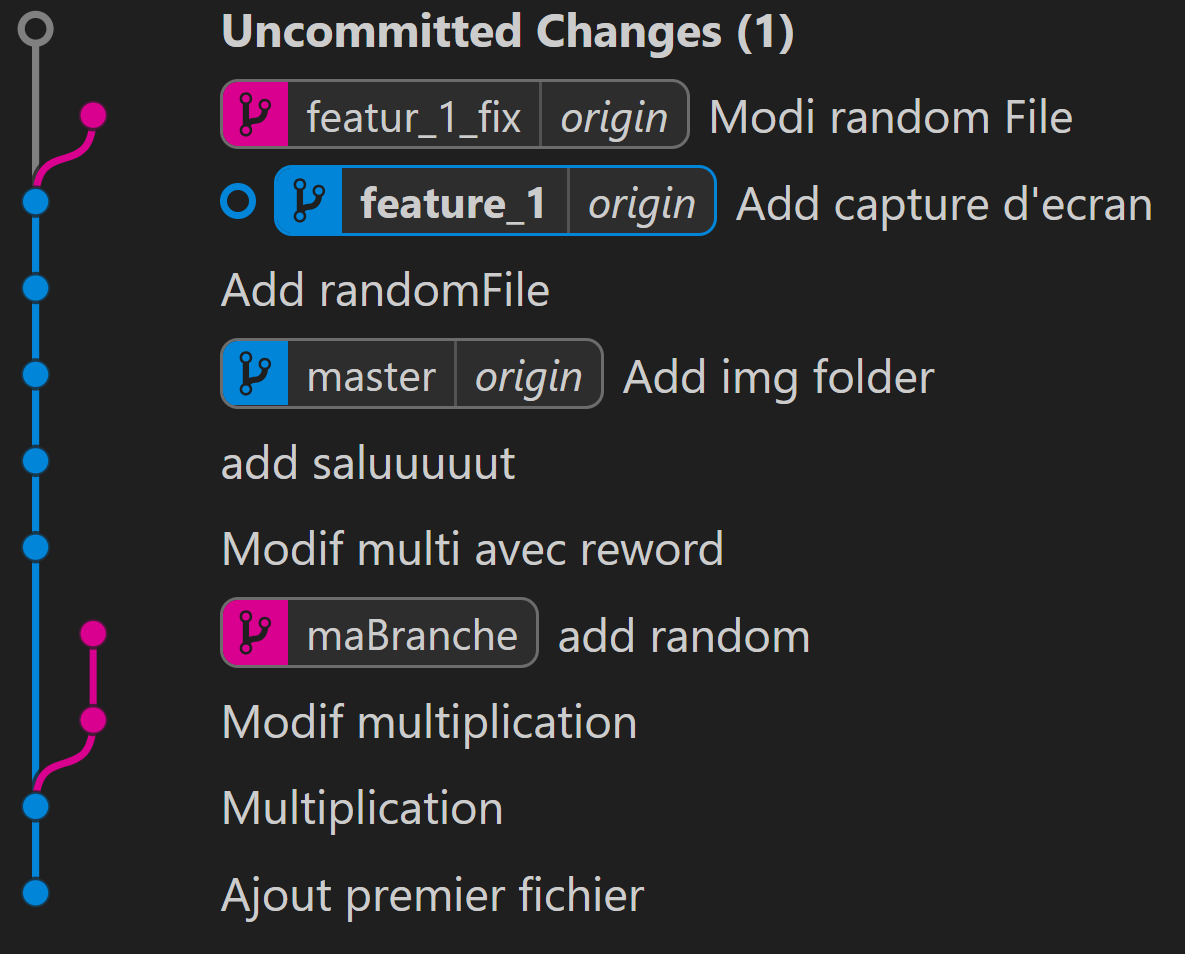 Uncommitted Changes (1)
featur_1_fix origin Modi random File
feature_1 origin Add capture d'ecran
Add randomFile
master origin Add img folder
add saluuuuut
Modif multi avec reword
maBranche add random
Modif multiplication
Multiplication
Ajout premier fichier